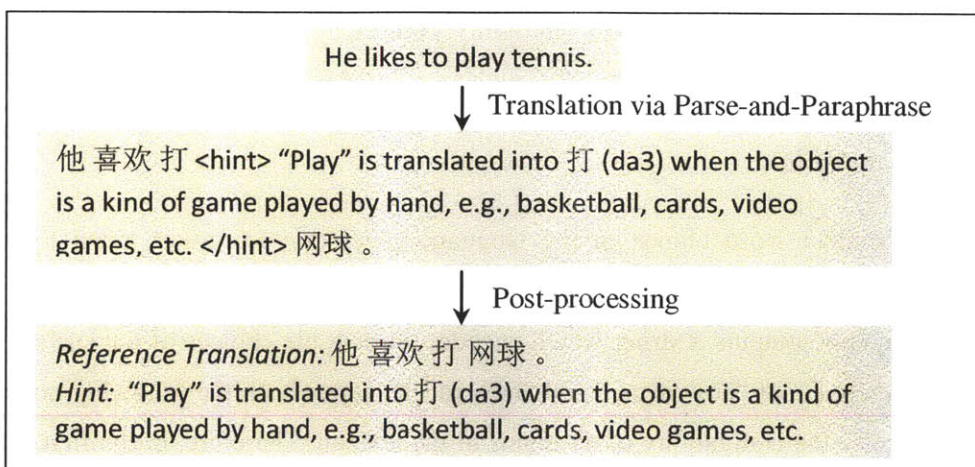 He likes to play tennis.
Translation via Parse-and-Paraphrase
他 喜欢 打 <hint> “Play” is translated into 打 (da3) when the object
is a kind of game played by hand, e.g., basketball, cards, video
games, etc. </hint> 网球 。
Post-processing
Reference Translation: 他 喜欢 打 网球 。
Hint: “Play” is translated into 打 (da3) when the object is a kind of
game played by hand, e.g., basketball, cards, video games, etc.